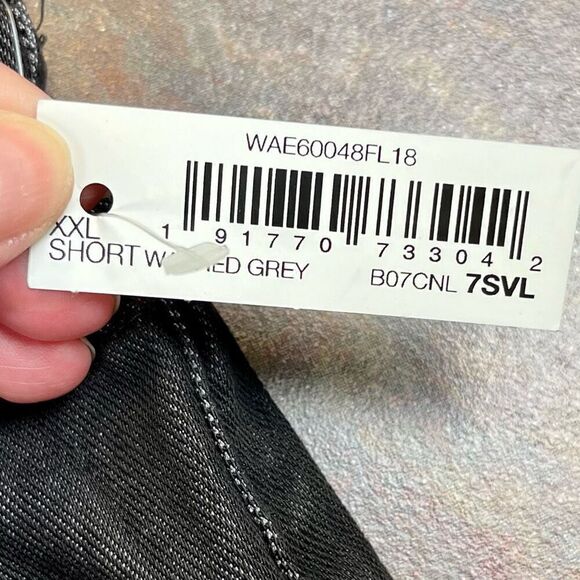 WAE60048FL18
1 91770 73304 2
XXL
SHORT GREY
B07CNL 7SVL